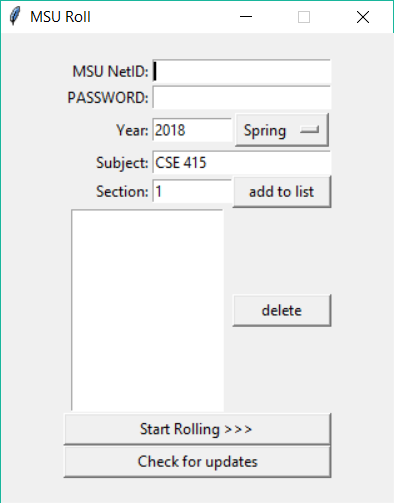 MSU Roll
MSU NetID:
PASSWORD:
Year: 2018 Spring
Subject: CSE 415
Section: 1 add to list
delete
Start Rolling >>>
Check for updates